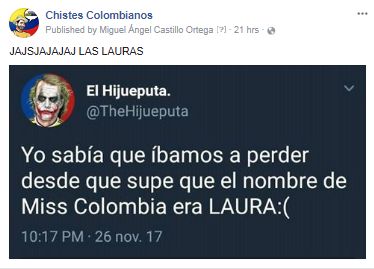 Chistes Colombianos
Published by Miguel Ángel Castillo Ortega [?] · 21 hrs ·
JAJSJAJAJAJ LAS LAURAS
El Hijueputa.
@TheHijueputa
Yo sabía que íbamos a perder
desde que supe que el nombre de
Miss Colombia era LAURA:(
10:17 PM · 26 nov. 17